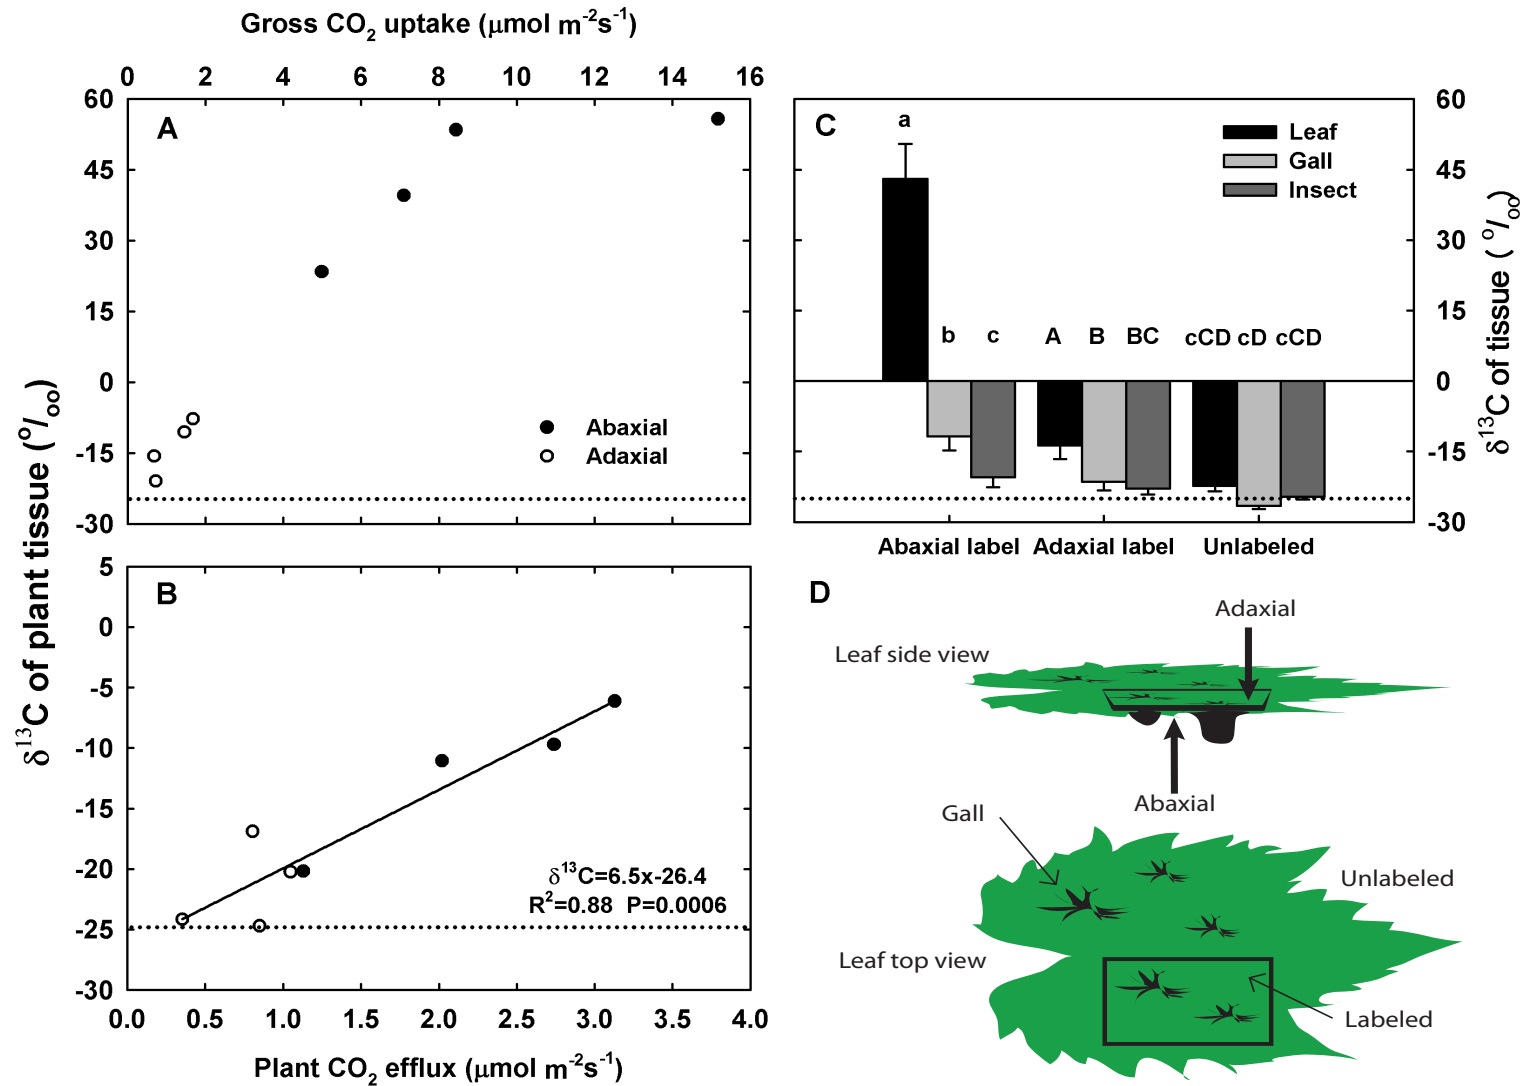 Gross CO2 uptake (μmol m-2s-1)
0 2 4 6 8 10 12 14 16
A
60
45
30
15
0
-15
-30
Abaxial
Adaxial
δ13C of plant tissue (o/oo)
B
5
0
-5
-10
-15
-20
-25
-30
δ13C=6.5x-26.4
R2=0.88 P=0.0006
0.0 0.5 1.0 1.5 2.0 2.5 3.0 3.5 4.0
Plant CO2 efflux (μmol m-2s-1)
C
Leaf
Gall
Insect
a
b c A B BC cCD cD cCD
60
45
30
15
0
-15
-30
δ13C of tissue ( o/oo)
Abaxial label Adaxial label Unlabeled
D
Adaxial
Leaf side view
Abaxial
Gall
Unlabeled
Leaf top view
Labeled